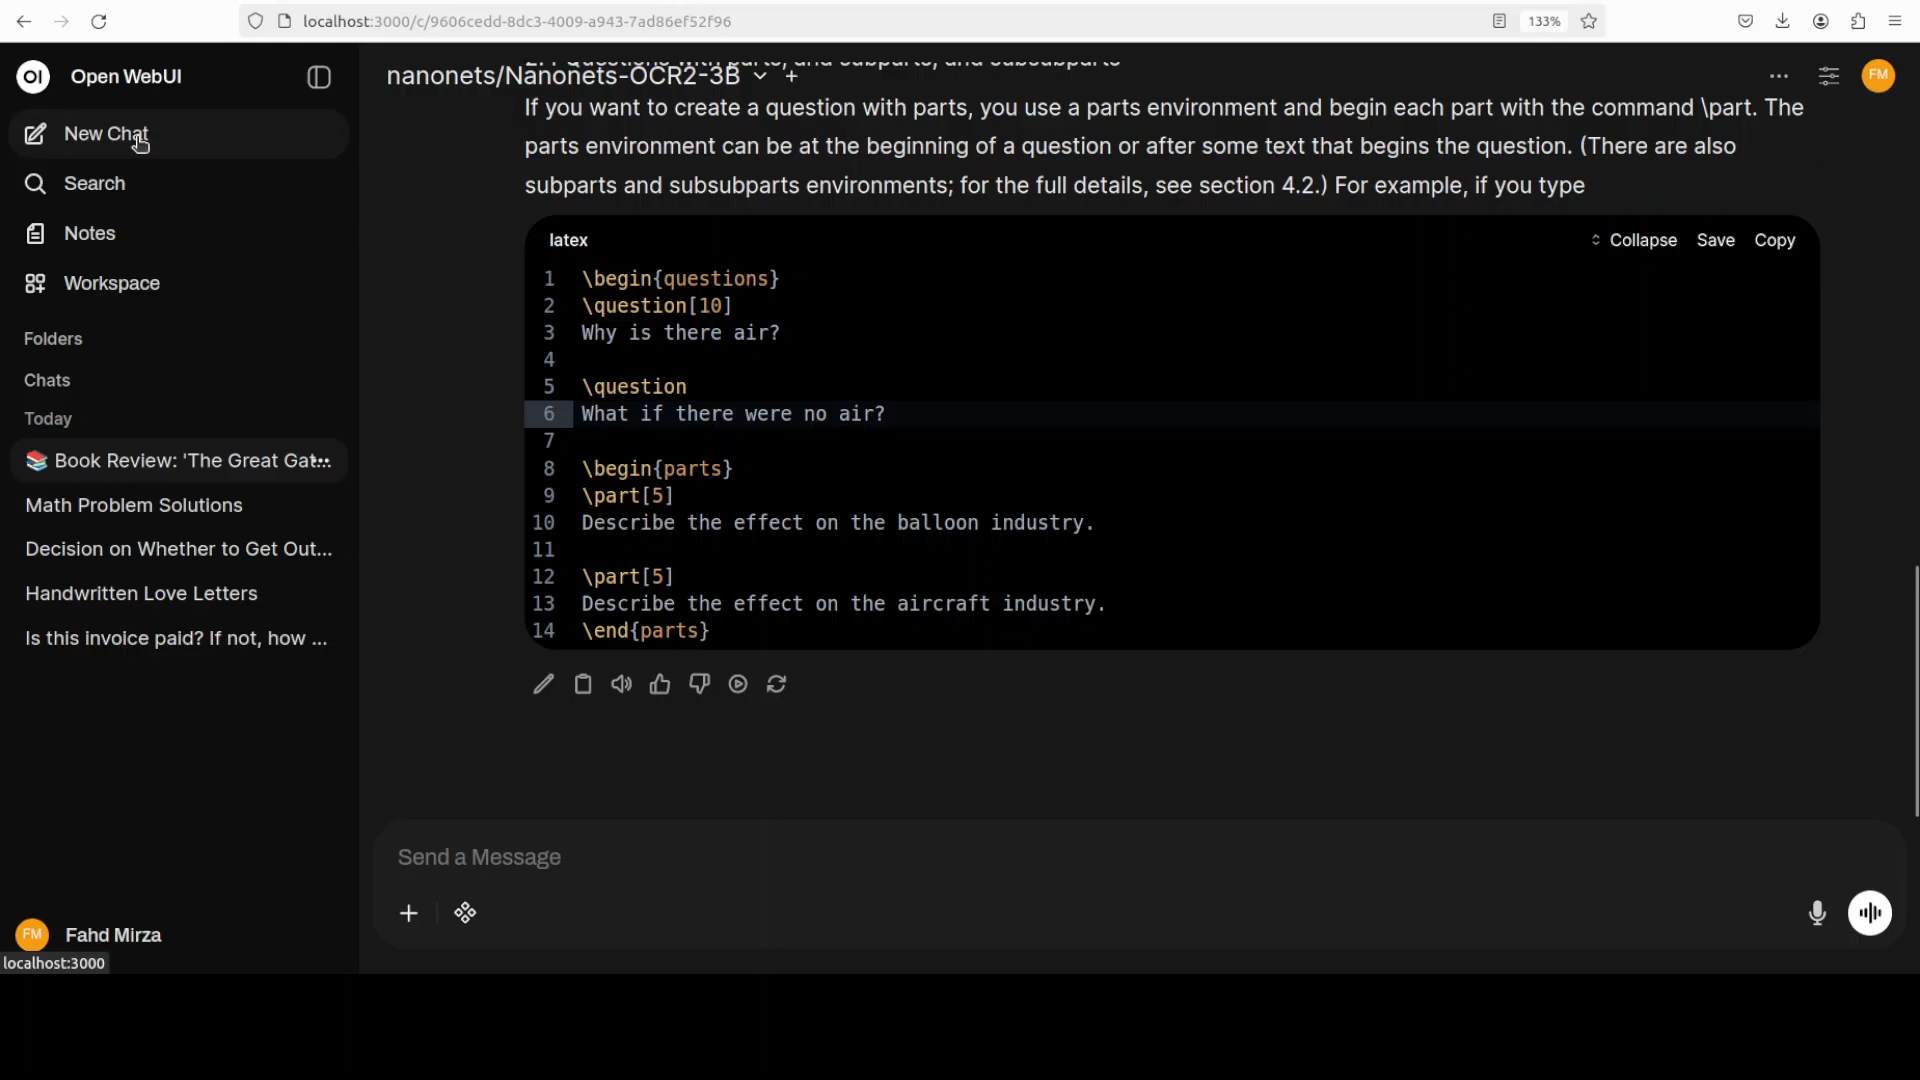 localhost:3000/c/9606cedd-8dc3-4009-a943-7ad86ef52f96
133%
OI Open WebUI
New Chat
Search
Notes
Workspace
Folders
Chats
Today
📚 Book Review: 'The Great Gat...
Math Problem Solutions
Decision on Whether to Get Out...
Handwritten Love Letters
Is this invoice paid? If not, how ...
FM Fahd Mirza
localhost:3000
nanonets/Nanonets-OCR2-3B
FM
parts, and subparts, and subsubparts
If you want to create a question with parts, you use a parts environment and begin each part with the command \part. The
parts environment can be at the beginning of a question or after some text that begins the question. (There are also
subparts and subsubparts environments; for the full details, see section 4.2.) For example, if you type
latex
Collapse Save Copy
1 \begin{questions}
2 \question[10]
3 Why is there air?
4
5 \question
6 What if there were no air?
7
8 \begin{parts}
9 \part[5]
10 Describe the effect on the balloon industry.
11
12 \part[5]
13 Describe the effect on the aircraft industry.
14 \end{parts}
Send a Message